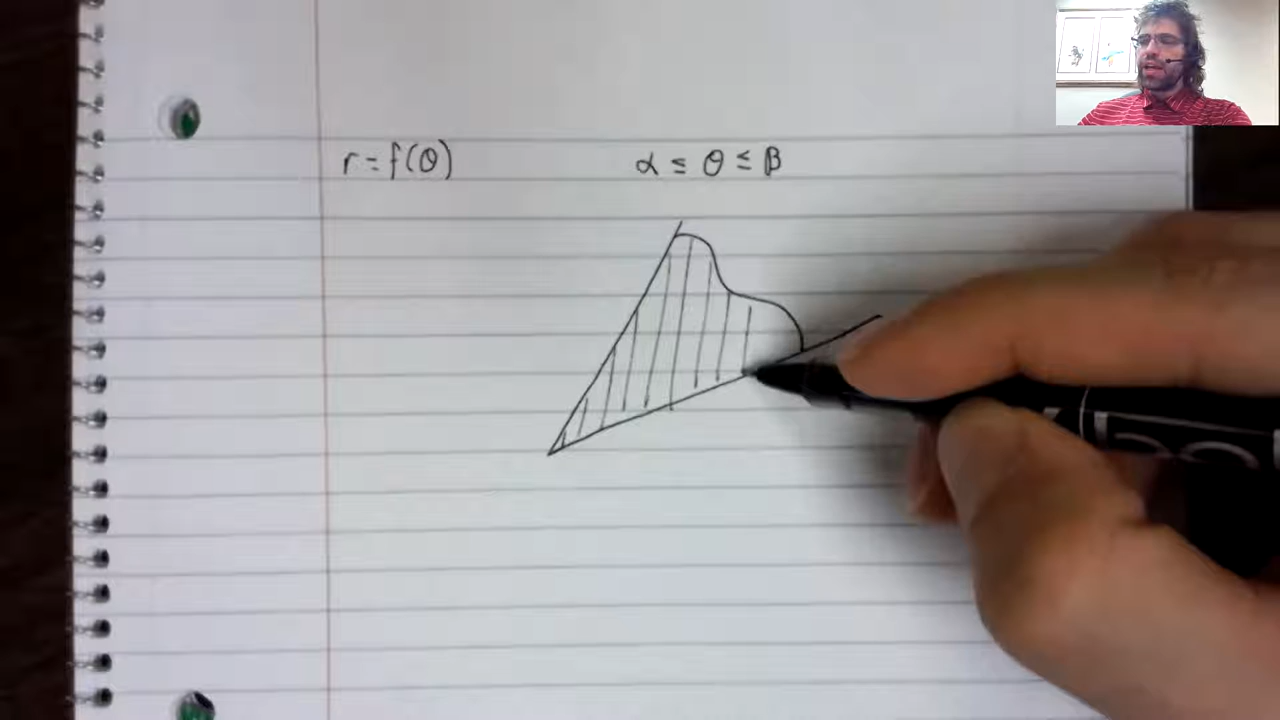 r = f(θ) α ≤ θ ≤ β